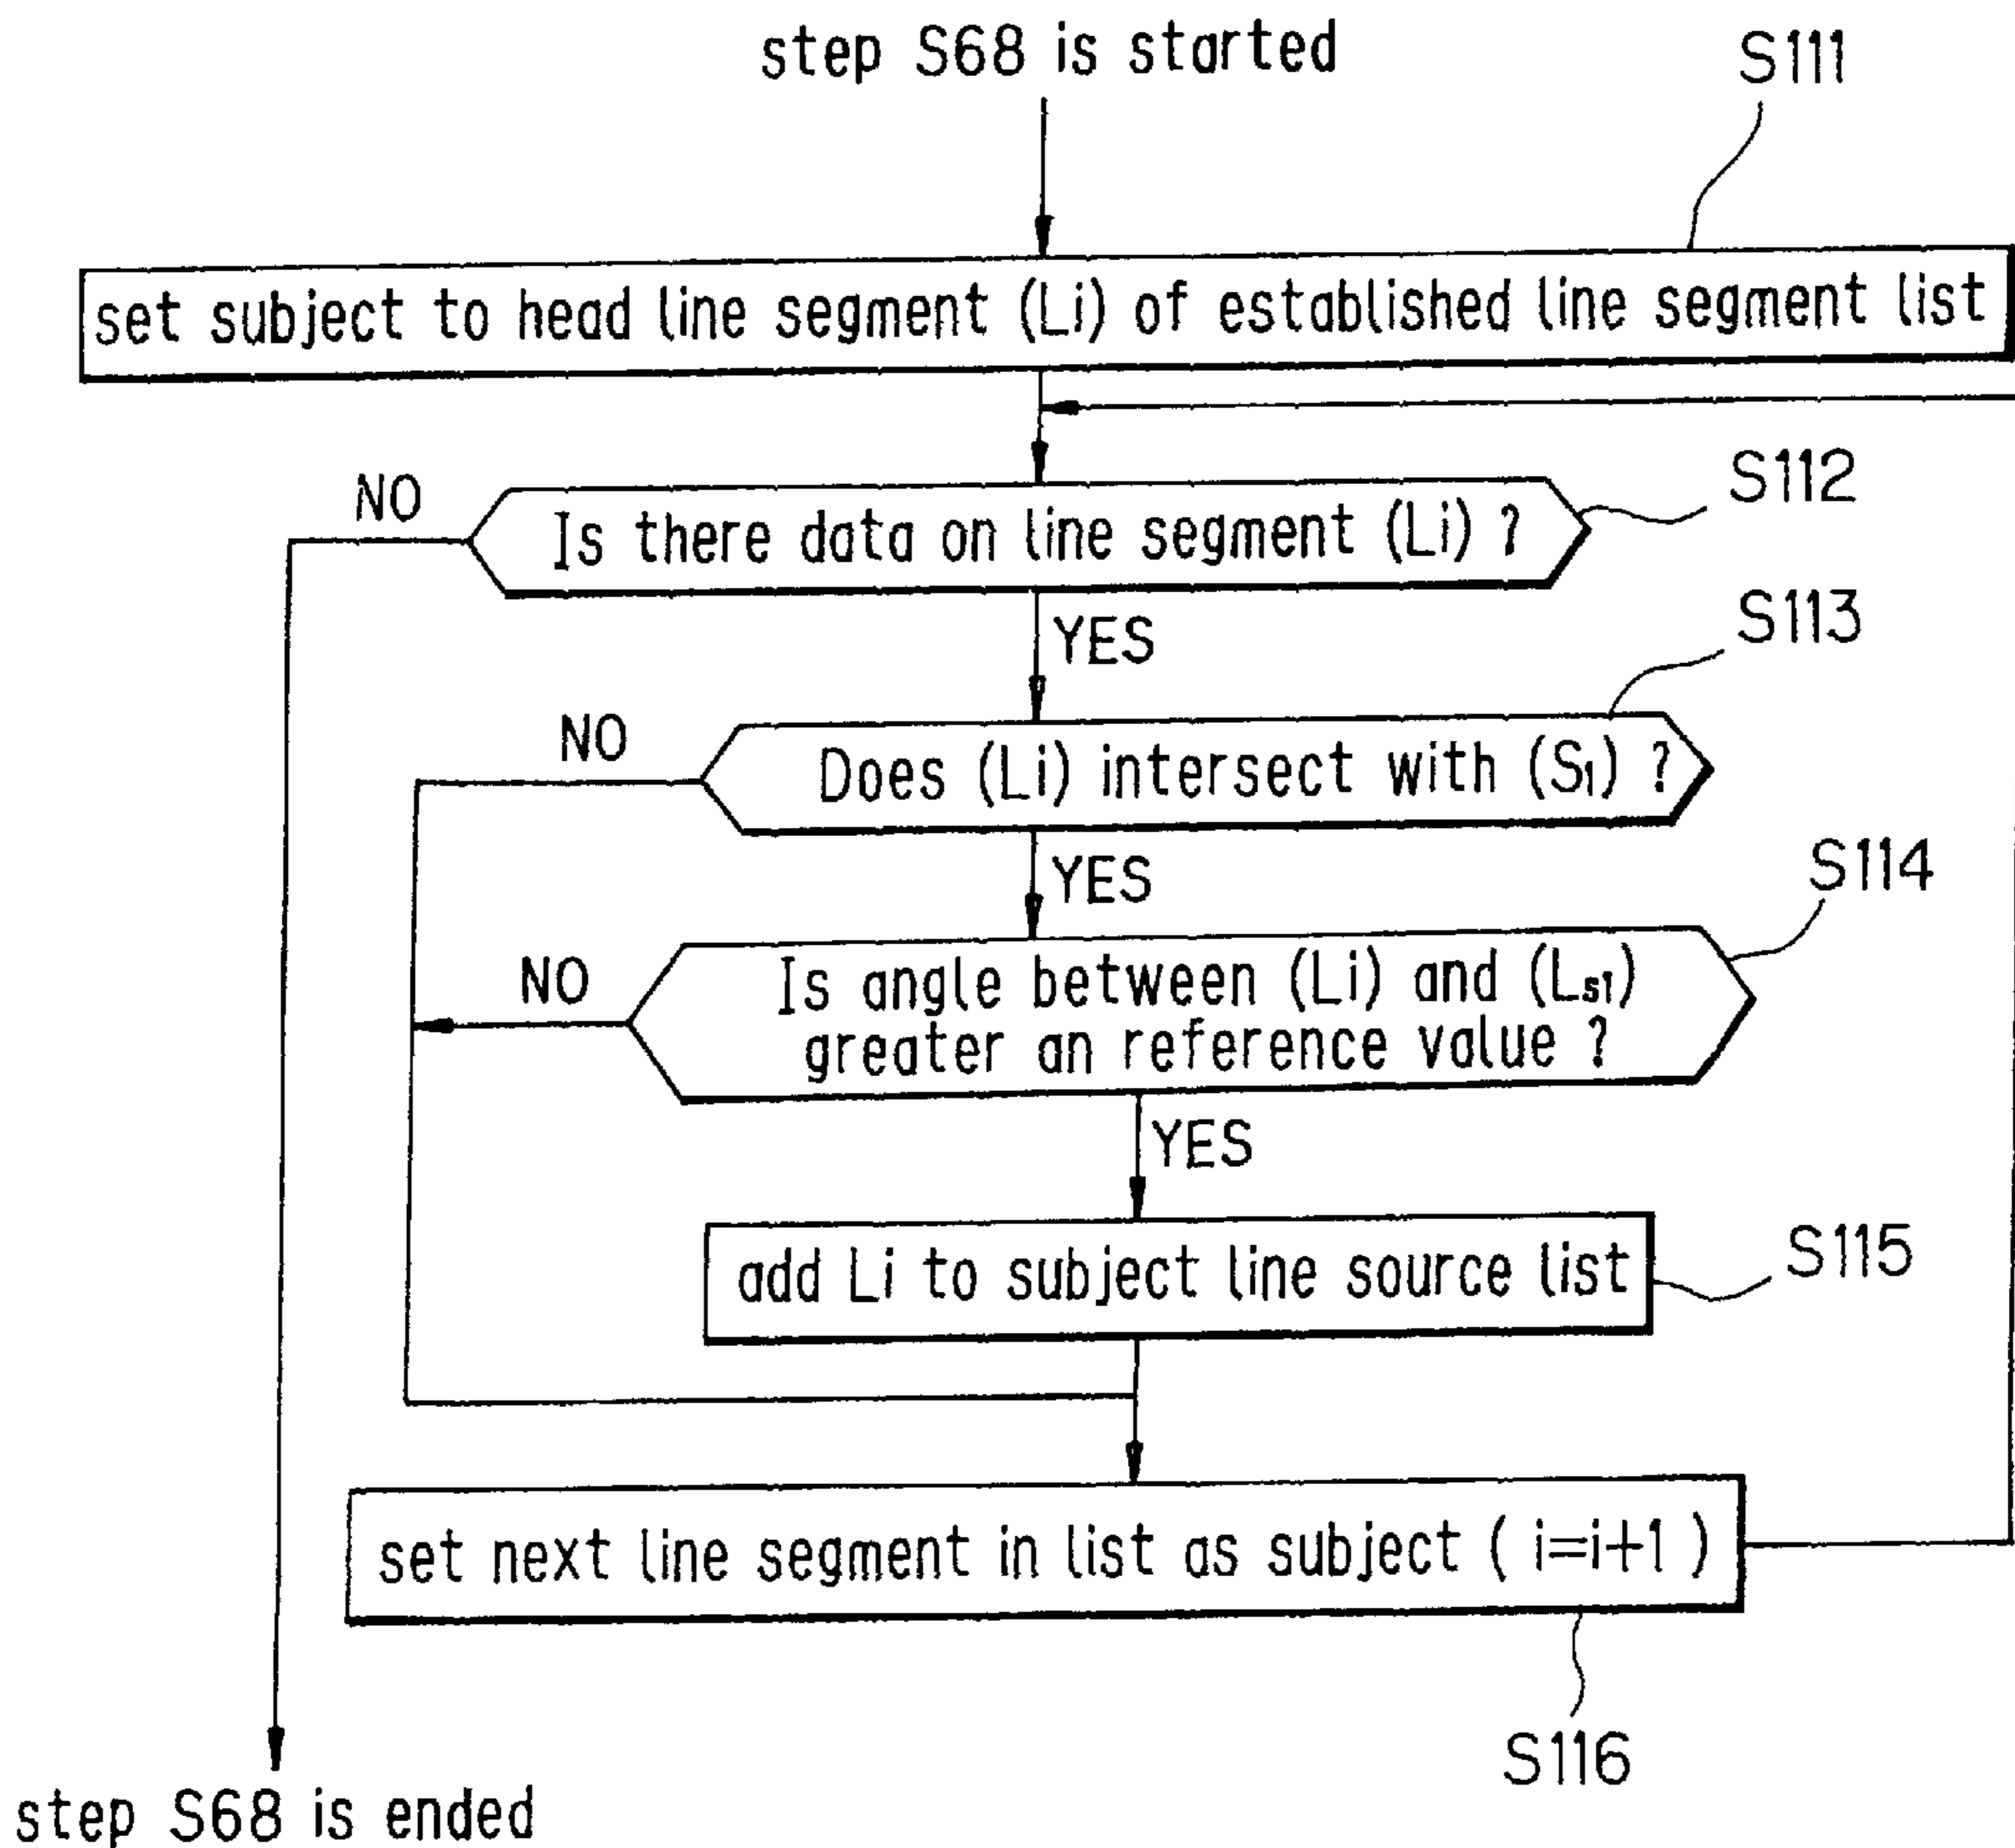 step S68 is started
S111
set subject to head line segment (Li) of established line segment list
NO
Is there data on line segment (Li) ?
S112
YES
S113
NO
Does (Li) intersect with (S1) ?
YES
S114
NO
Is angle between (Li) and (Ls1)
greater an reference value ?
YES
add Li to subject line source list
S115
set next line segment in list as subject ( i=i+1 )
S116
step S68 is ended